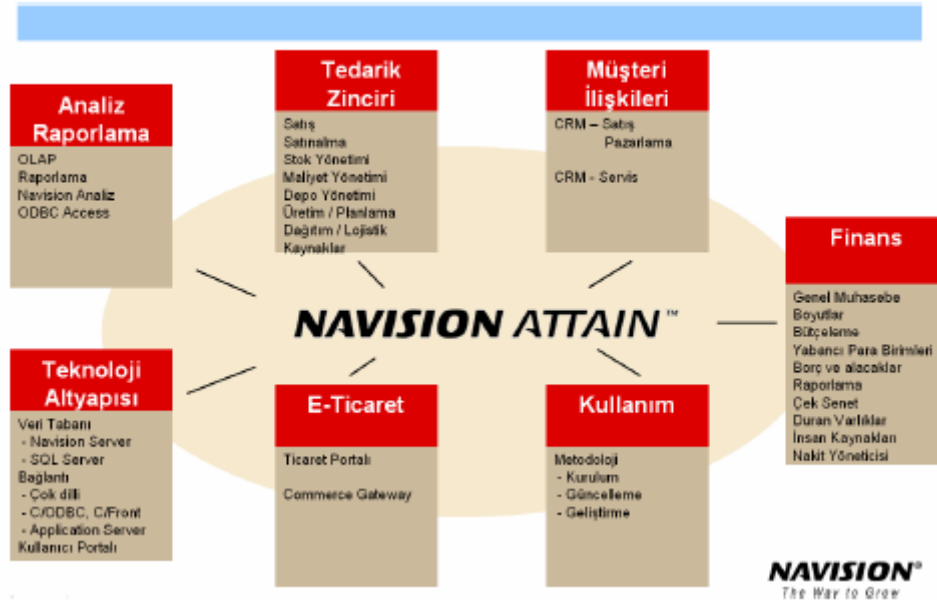 Analiz
Raporlama
OLAP
Raporlama
Navision Analiz
ODBC Access
Tedarik
Zinciri
Satış
Satınalma
Stok Yönetimi
Maliyet Yönetimi
Depo Yönetimi
Üretim / Planlama
Dağıtım / Lojistik
Kaynaklar
Müşteri
İlişkileri
CRM – Satış
Pazarlama
CRM - Servis
Finans
Genel Muhasebe
Boyutlar
Bütçeleme
Yabancı Para Birimleri
Borç ve alacaklar
Raporlama
Çek Senet
Duran Varlıklar
İnsan Kaynakları
Nakit Yöneticisi
NAVISION ATTAIN™
Teknoloji
Altyapısı
Veri Tabanı
- Navision Server
- SQL Server
Bağlantı
- Çok dilli
- C/ODBC, C/Front
- Application Server
Kullanıcı Portalı
E-Ticaret
Ticaret Portalı
Commerce Gateway
Kullanım
Metodoloji
- Kurulum
- Güncelleme
- Geliştirme
NAVISION®
The Way to Grow